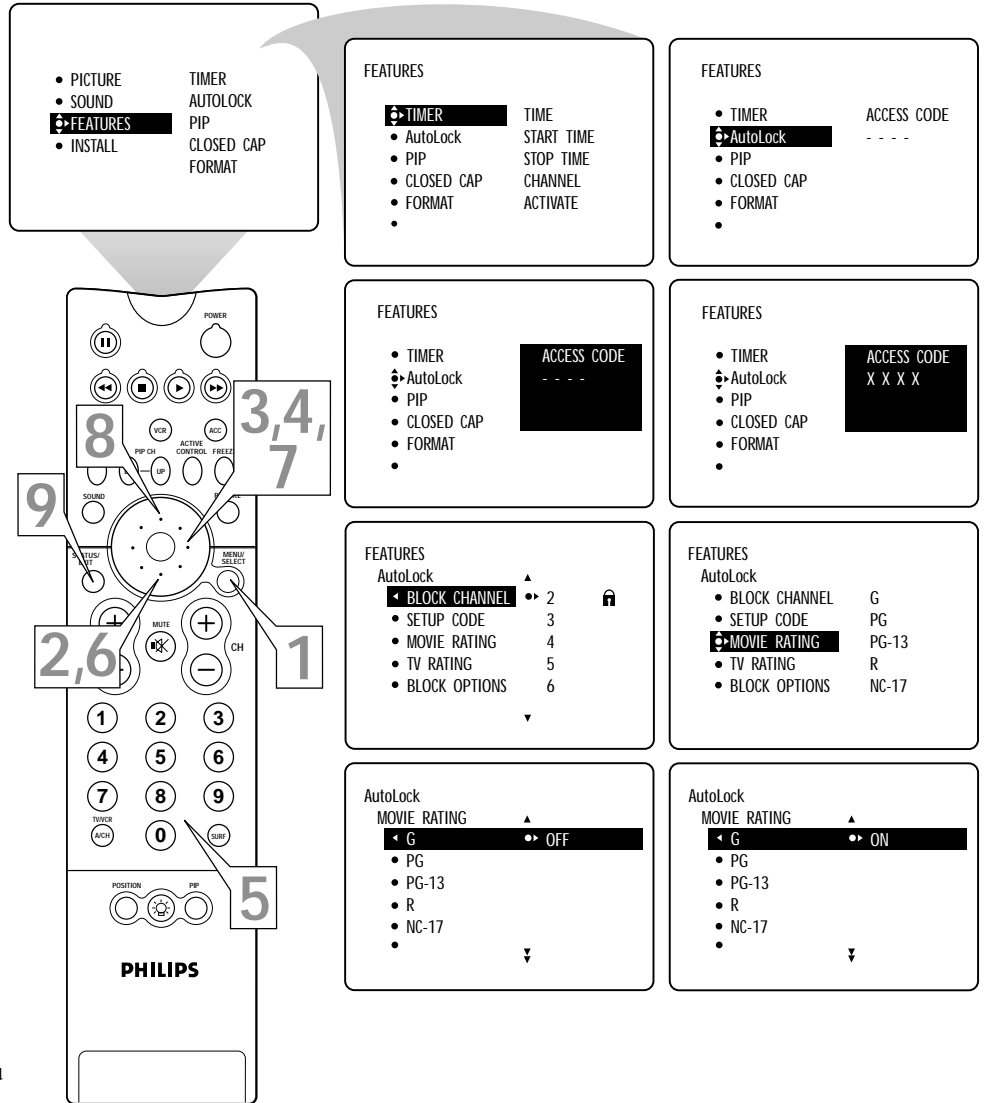 • PICTURE TIMER
• SOUND AUTOLOCK
FEATURES PIP
• INSTALL CLOSED CAP
FORMAT
FEATURES
TIMER TIME
• AutoLock START TIME
• PIP STOP TIME
• CLOSED CAP CHANNEL
• FORMAT ACTIVATE
•
FEATURES
• TIMER ACCESS CODE
AutoLock - - - -
• PIP
• CLOSED CAP
• FORMAT
•
FEATURES
• TIMER ACCESS CODE
AutoLock - - - -
• PIP
• CLOSED CAP
• FORMAT
•
FEATURES
• TIMER ACCESS CODE
AutoLock X X X X
• PIP
• CLOSED CAP
• FORMAT
•
FEATURES
AutoLock
BLOCK CHANNEL 2
• SETUP CODE 3
• MOVIE RATING 4
• TV RATING 5
• BLOCK OPTIONS 6
FEATURES
AutoLock
• BLOCK CHANNEL G
• SETUP CODE PG
MOVIE RATING PG-13
• TV RATING R
• BLOCK OPTIONS NC-17
AutoLock
MOVIE RATING
G OFF
• PG
• PG-13
• R
• NC-17
•
AutoLock
MOVIE RATING
G ON
• PG
• PG-13
• R
• NC-17
•
POWER
VCR ACC
PIP CH ACTIVE CONTROL
UP
SOUND
MENU/SELECT
MUTE
CH
8
3,4,
7
9
2,6
1
1 2 3
4 5 6
7 8 9
TV/VCR
A/CH 0 SURF
5
POSITION PIP
PHILIPS